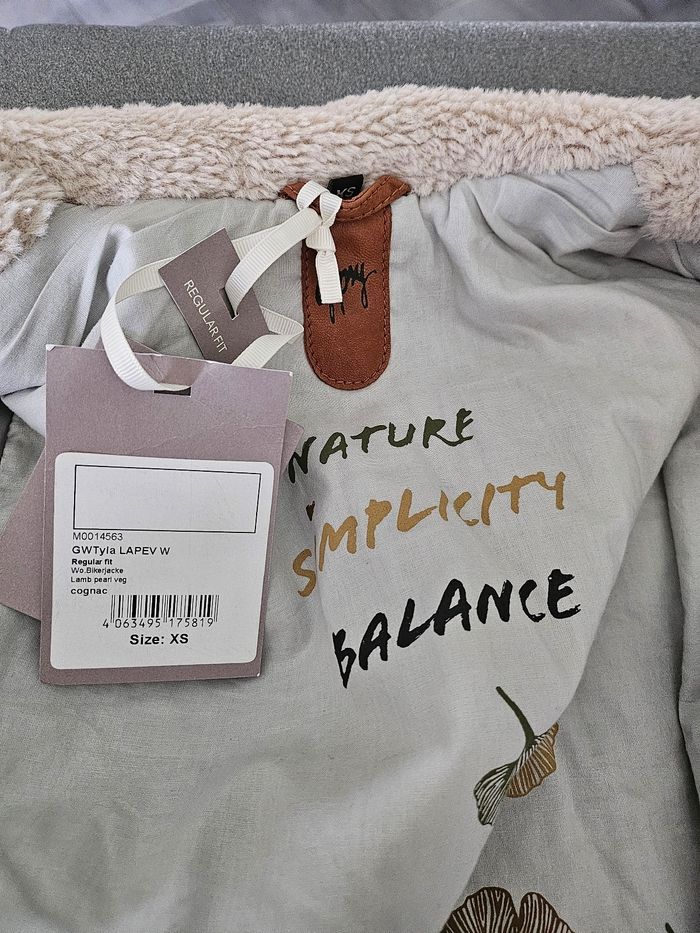 XS
REGULAR FIT
NATURE
SIMPLICITY
BALANCE
M0014563
GWTyla LAPEV W
Regular fit
Wo.Bikerjacke
Lamb pearl veg
cognac
4 063495 175819
Size: XS